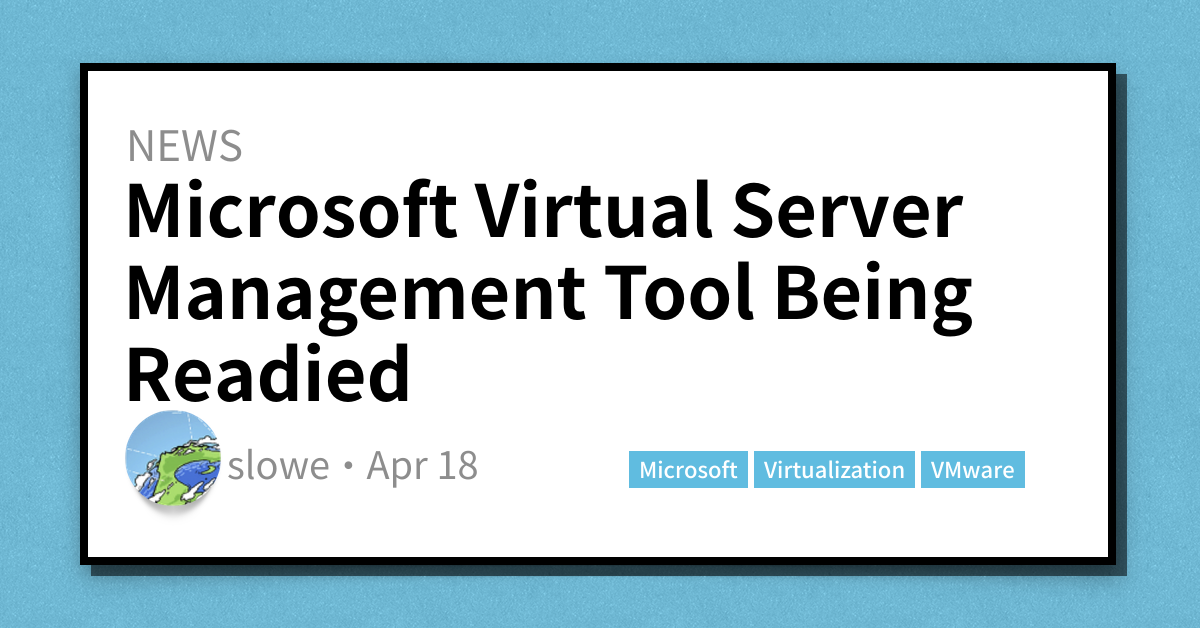 NEWS
Microsoft Virtual Server
Management Tool Being
Readied
slowe • Apr 18
Microsoft Virtualization VMware